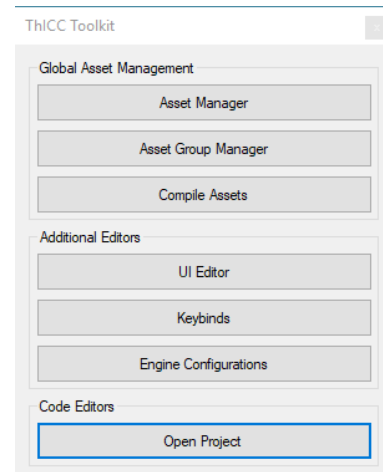 ThICC Toolkit
Global Asset Management
Asset Manager
Asset Group Manager
Compile Assets
Additional Editors
UI Editor
Keybinds
Engine Configurations
Code Editors
Open Project